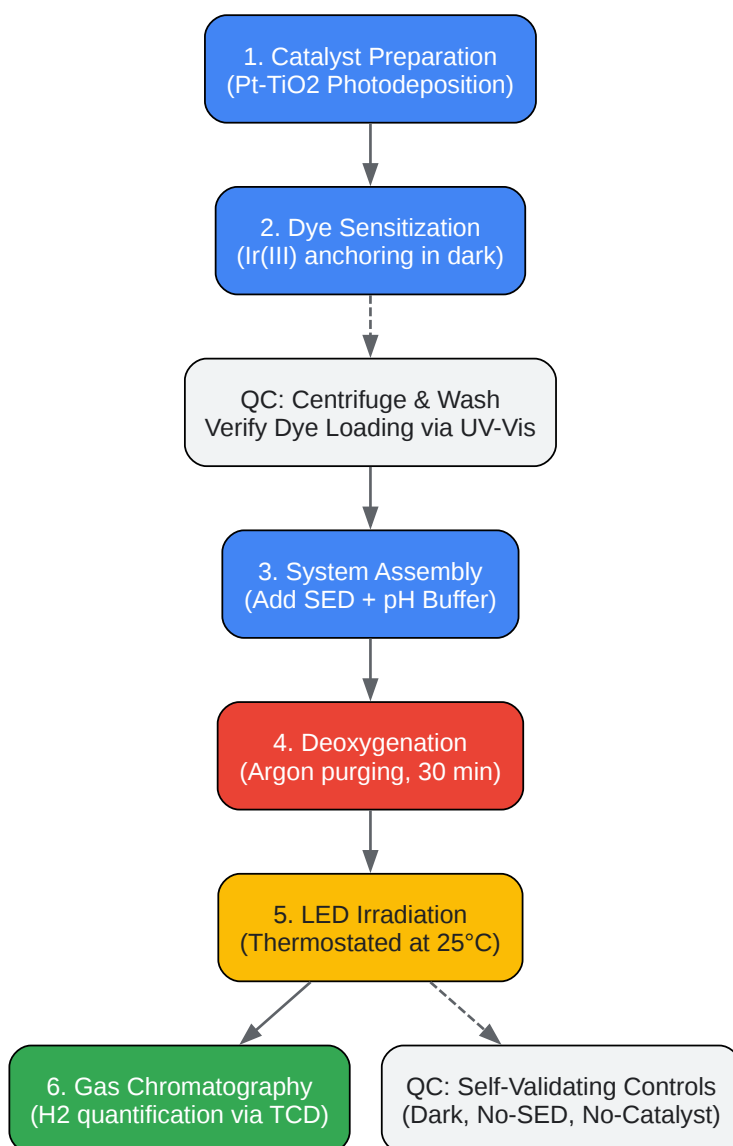 1. Catalyst Preparation
(Pt-TiO2 Photodeposition)
2. Dye Sensitization
(Ir(III) anchoring in dark)
QC: Centrifuge & Wash
Verify Dye Loading via UV-Vis
3. System Assembly
(Add SED + pH Buffer)
4. Deoxygenation
(Argon purging, 30 min)
5. LED Irradiation
(Thermostated at 25°C)
6. Gas Chromatography
(H2 quantification via TCD)
QC: Self-Validating Controls
(Dark, No-SED, No-Catalyst)